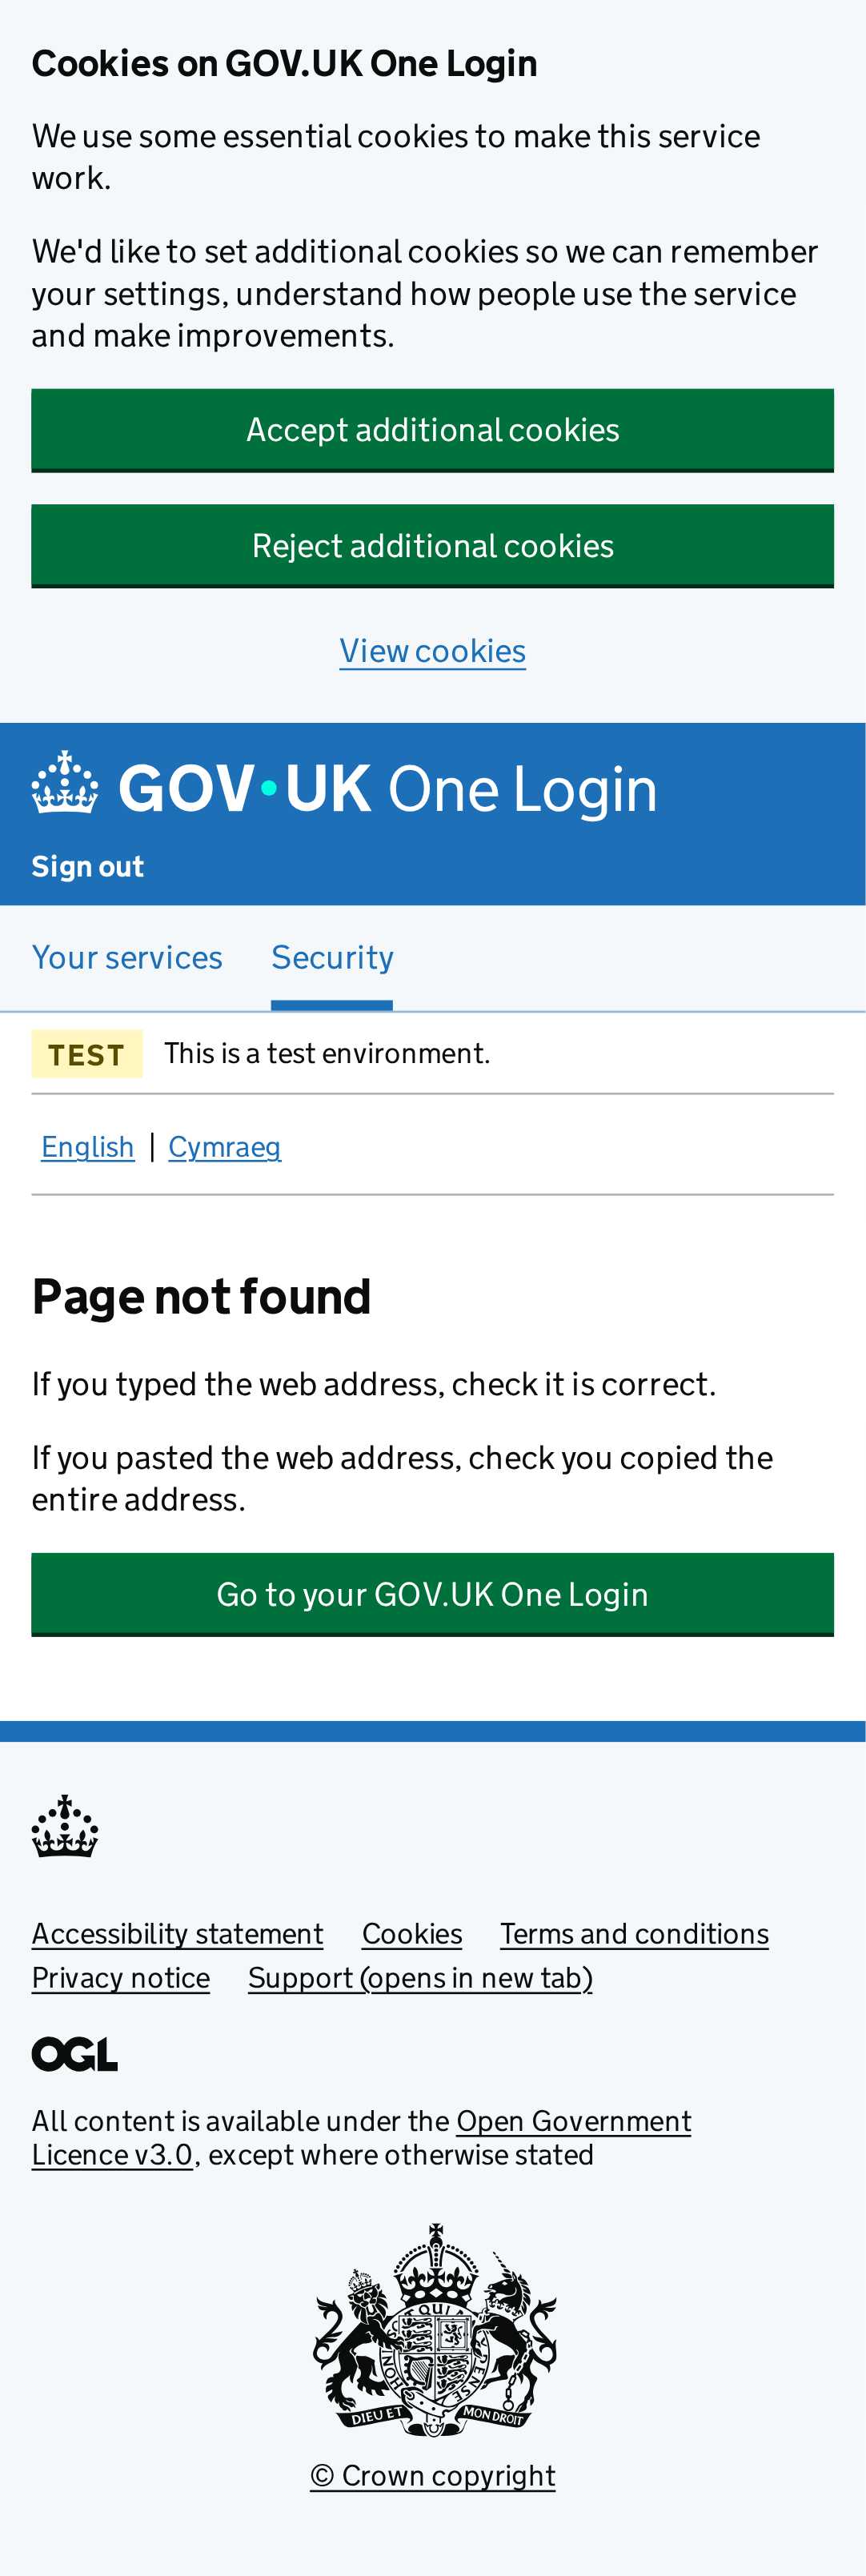 Cookies on GOV.UK One Login
We use some essential cookies to make this service
work.
We'd like to set additional cookies so we can remember
your settings, understand how people use the service
and make improvements.
Accept additional cookies
Reject additional cookies
View cookies
GOV·UK One Login
Sign out
Your services Security
TEST This is a test environment.
English | Cymraeg
Page not found
If you typed the web address, check it is correct.
If you pasted the web address, check you copied the
entire address.
Go to your GOV.UK One Login
Accessibility statement Cookies Terms and conditions
Privacy notice Support (opens in new tab)
OGL
All content is available under the Open Government
Licence v3.0, except where otherwise stated
DIEU ET MON DROIT
© Crown copyright